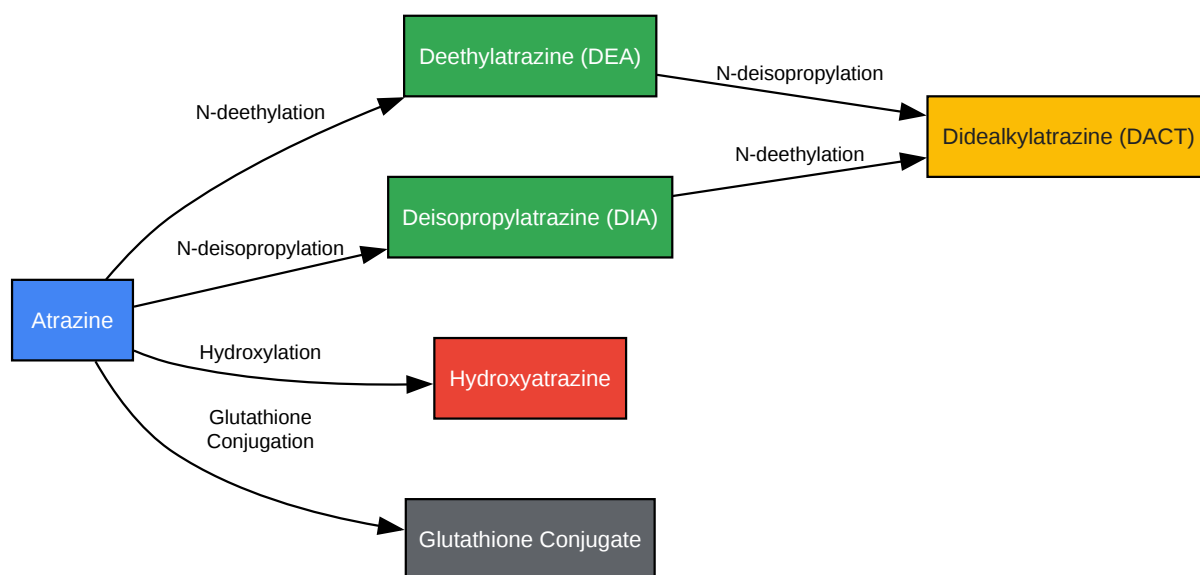 Deethylatrazine (DEA)
N-deisopropylation
N-deethylation
Didealkylatrazine (DACT)
N-deethylation
Deisopropylatrazine (DIA)
N-deisopropylation
Atrazine
Hydroxylation
Hydroxyatrazine
Glutathione
Conjugation
Glutathione Conjugate